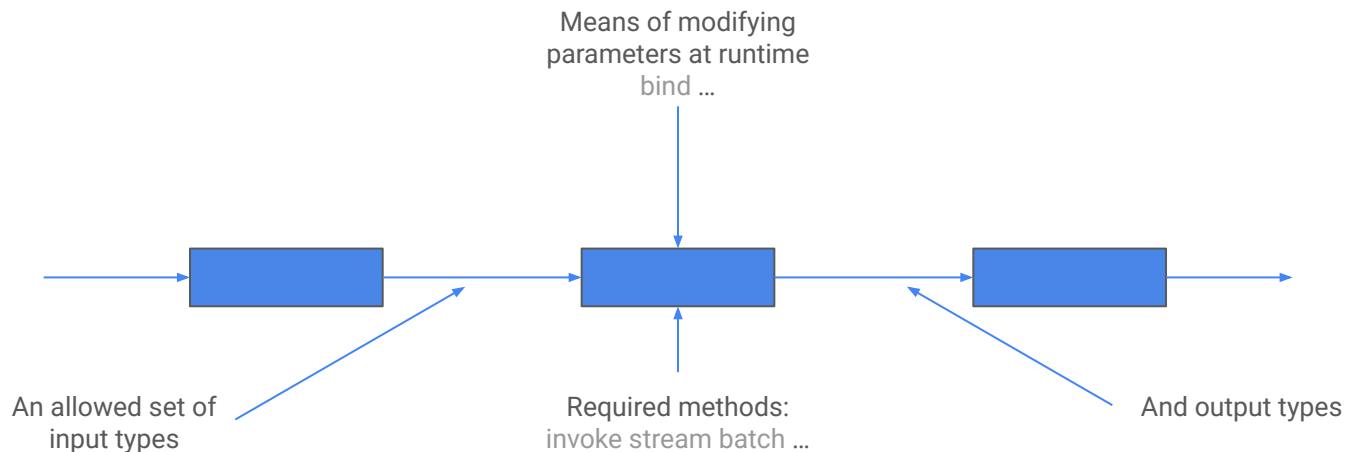 Means of modifying
parameters at runtime
bind …
An allowed set of
input types
Required methods:
invoke stream batch …
And output types